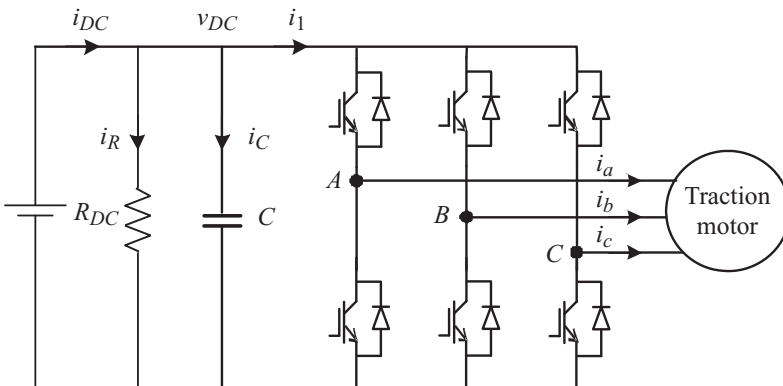 i_DC
v_DC
i_1
i_R
i_C
i_a
A
Traction
motor
R_DC
C
B
i_b
C
i_c